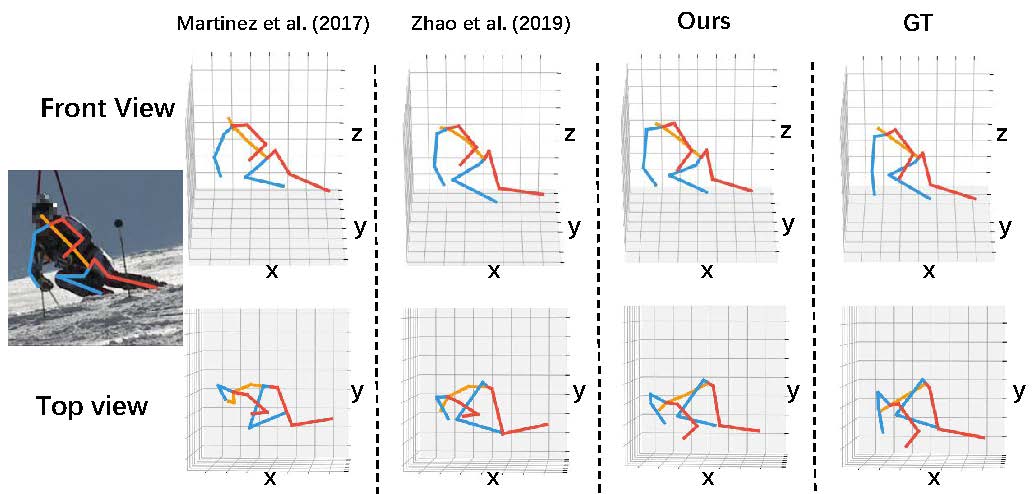 Martinez et al. (2017) Zhao et al. (2019) Ours GT
Front View
z z z z
y y y y
x x x x
Top view
y y y y
x x x x